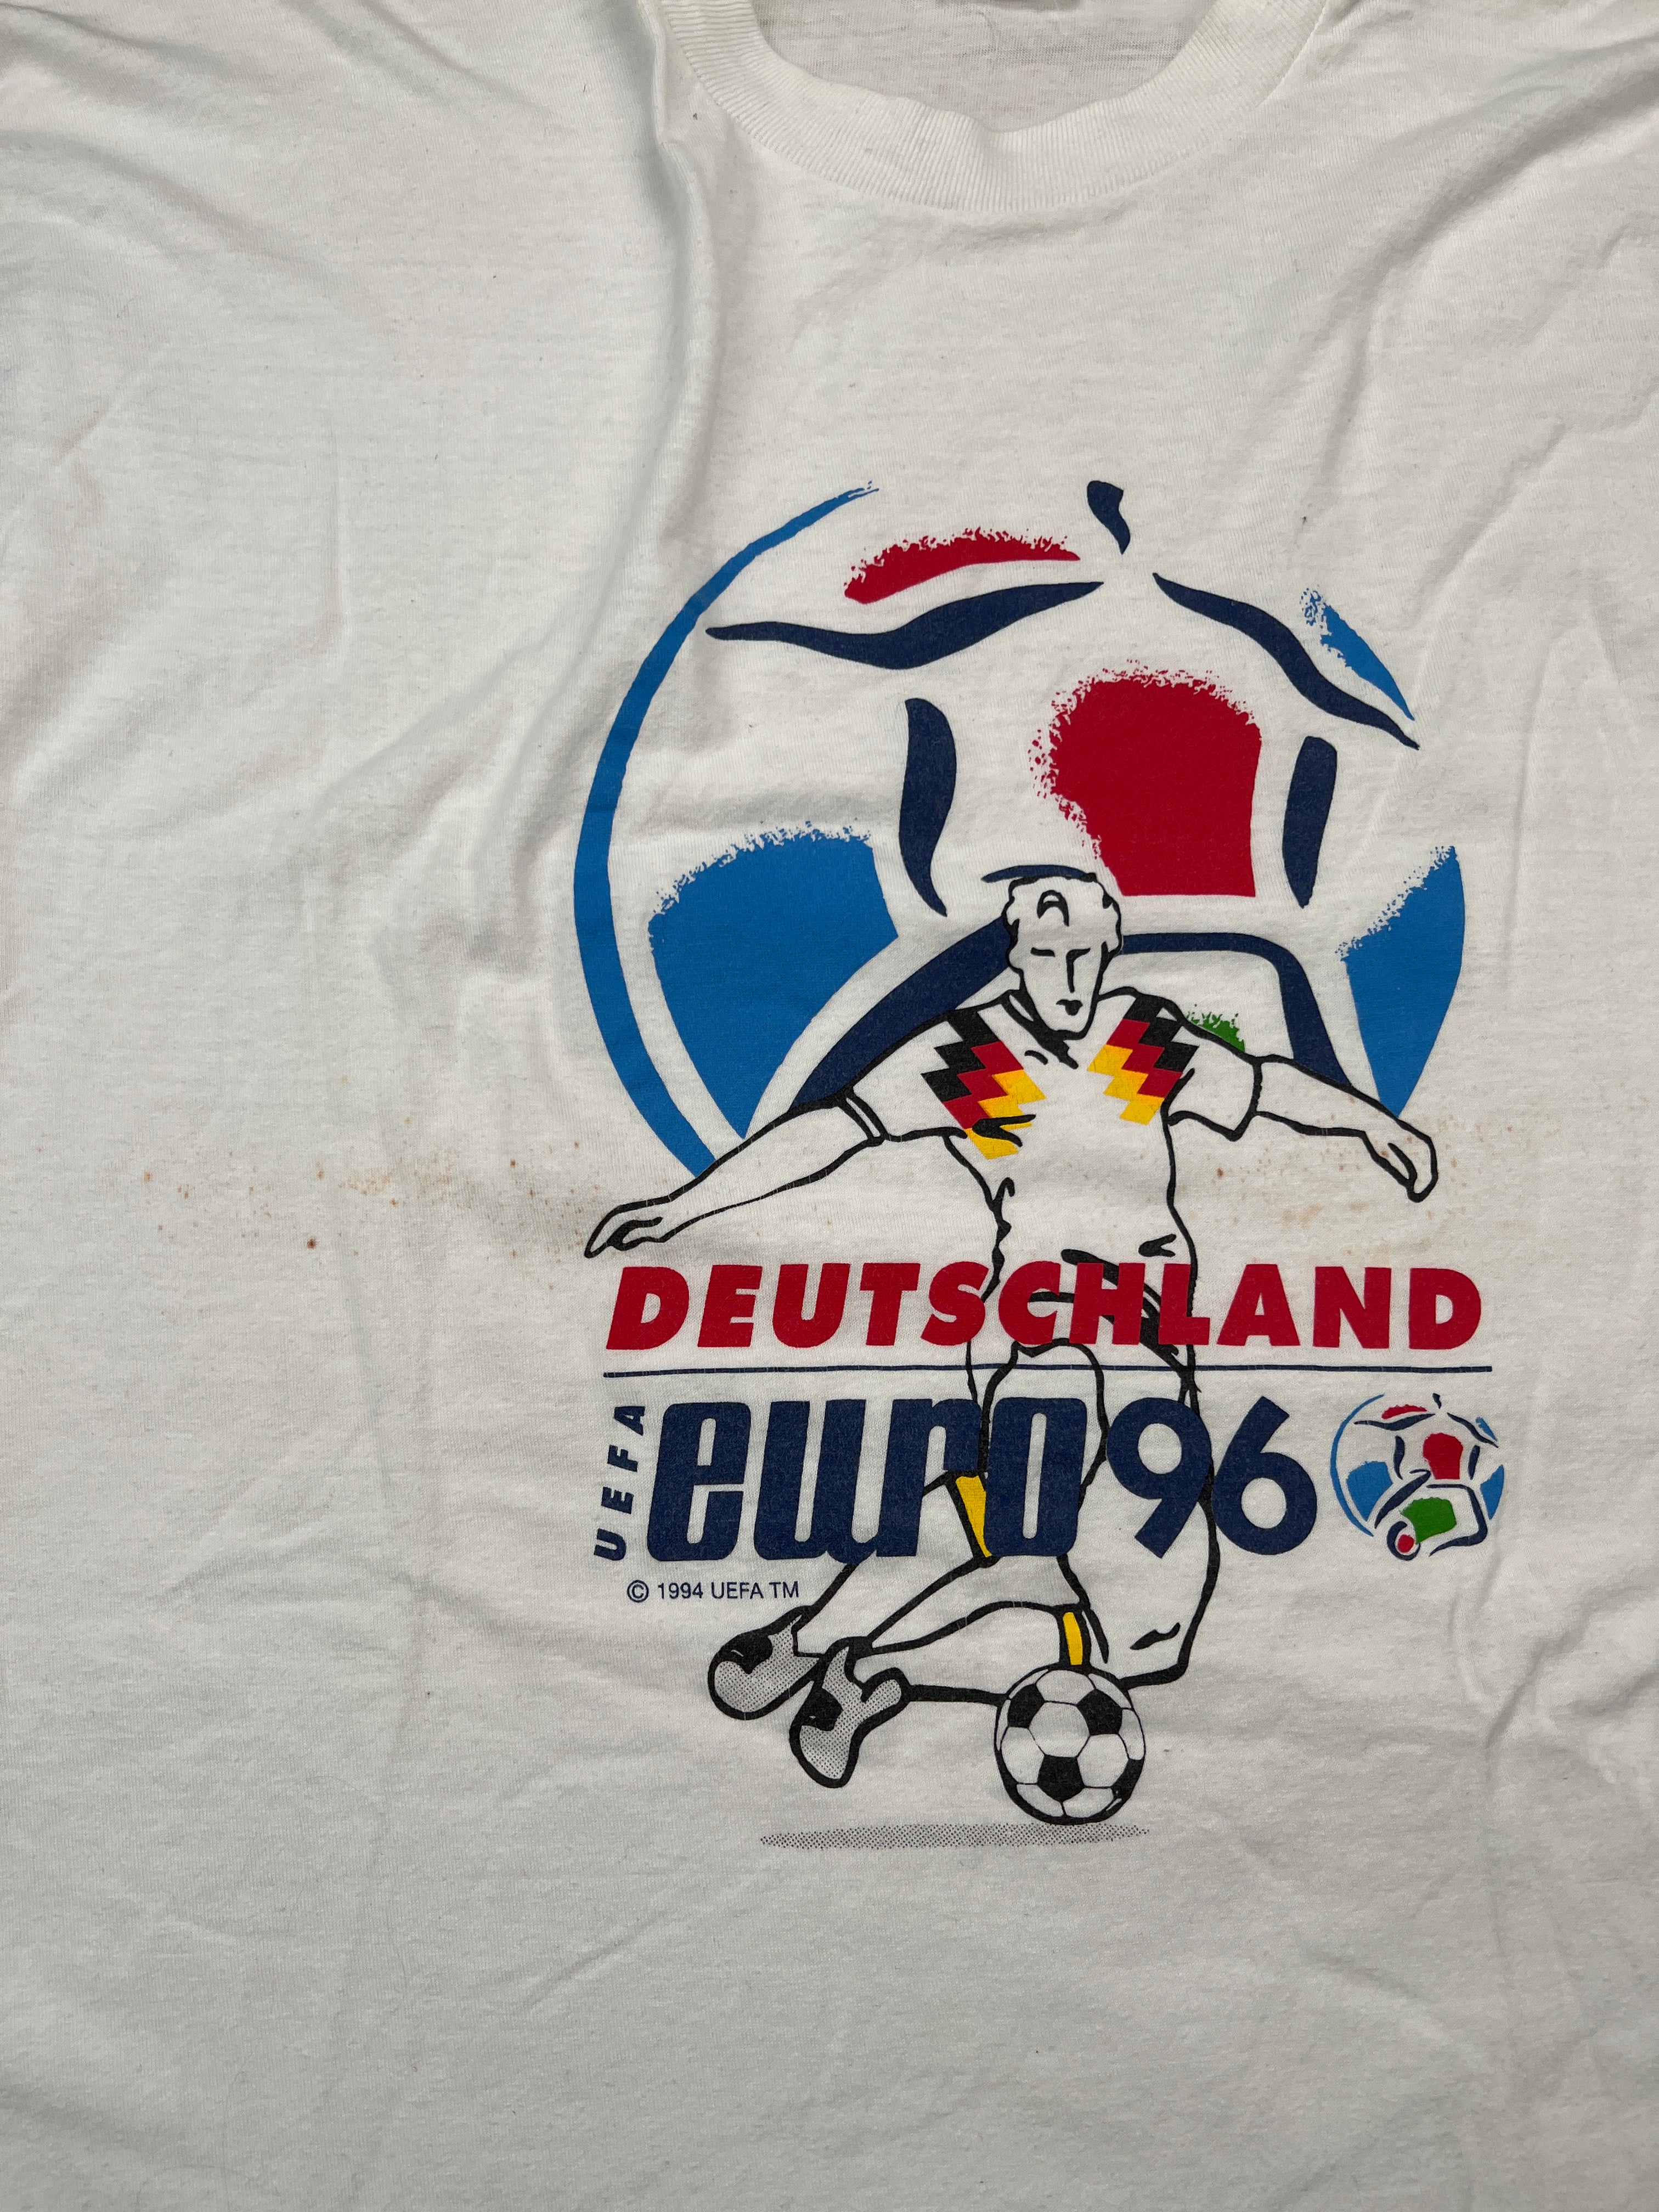 DEUTSCHLAND
UEFA euro96
© 1994 UEFA TM